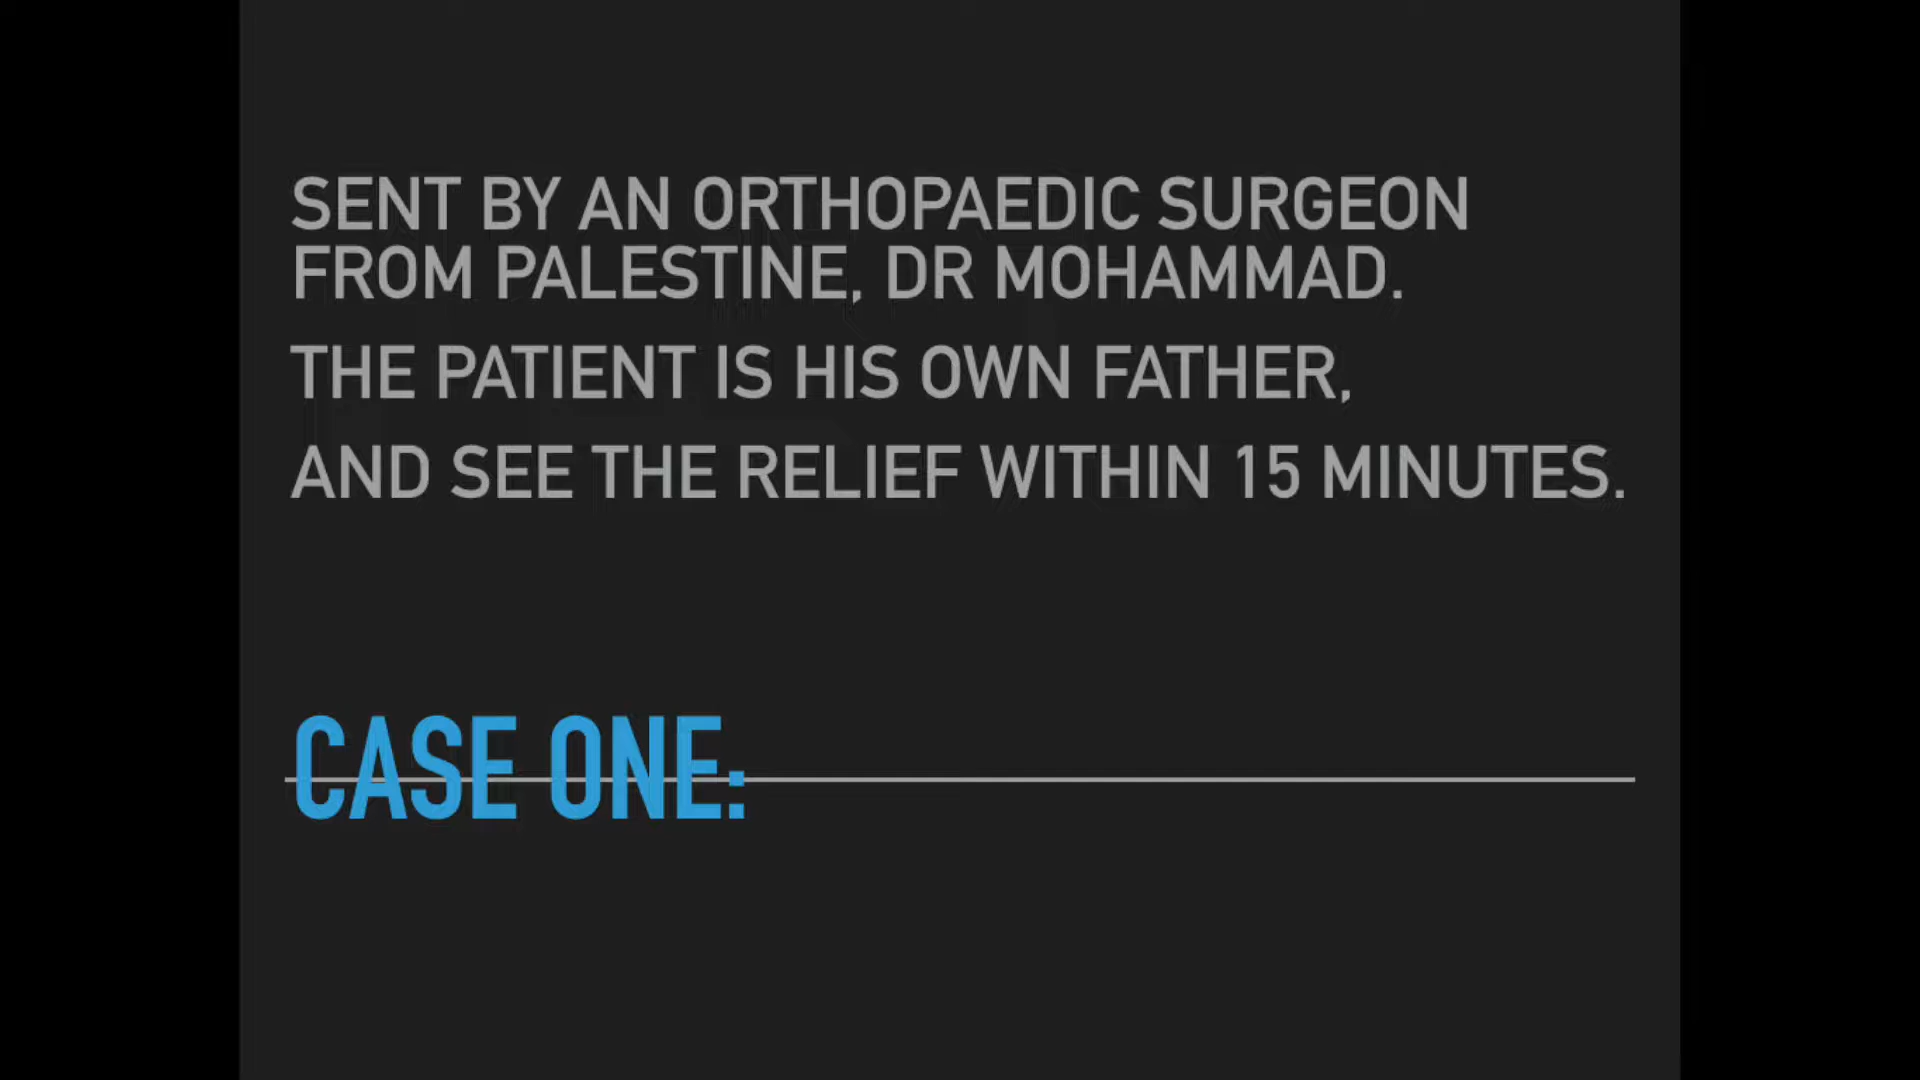 SENT BY AN ORTHOPAEDIC SURGEON
FROM PALESTINE, DR MOHAMMAD.
THE PATIENT IS HIS OWN FATHER,
AND SEE THE RELIEF WITHIN 15 MINUTES.
CASE ONE: